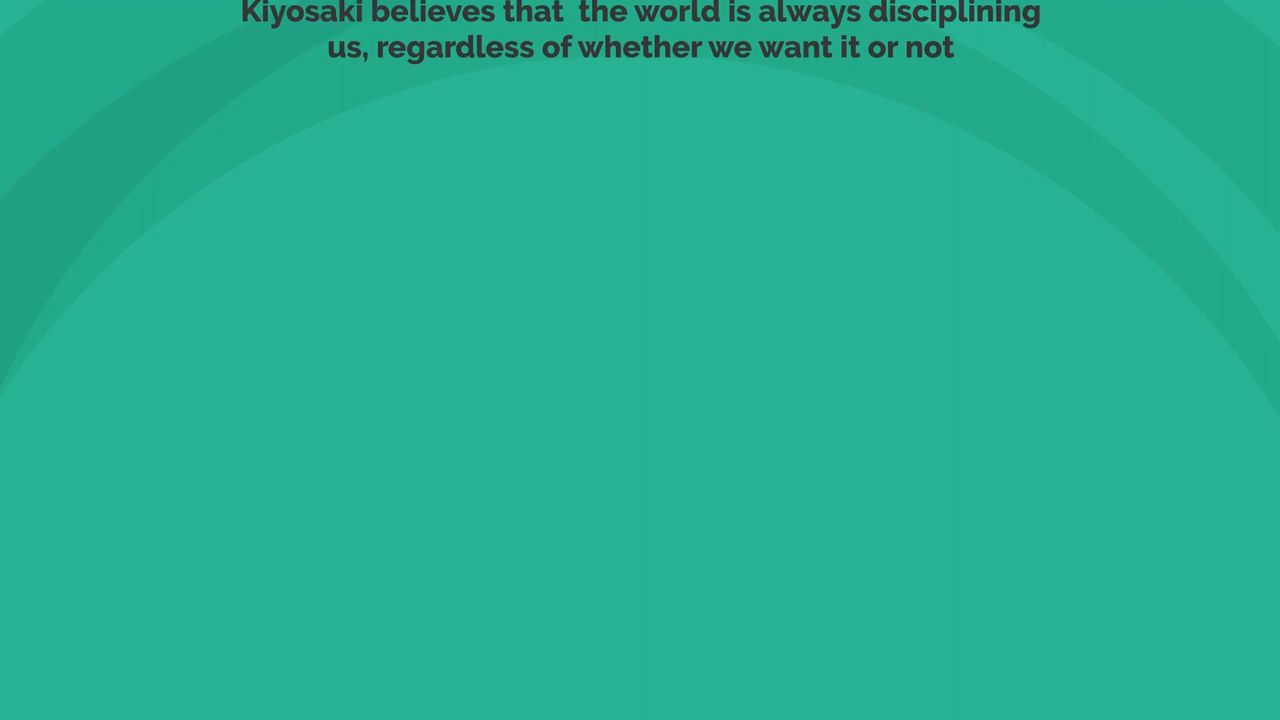 Kiyosaki believes that  the world is always disciplining
us, regardless of whether we want it or not